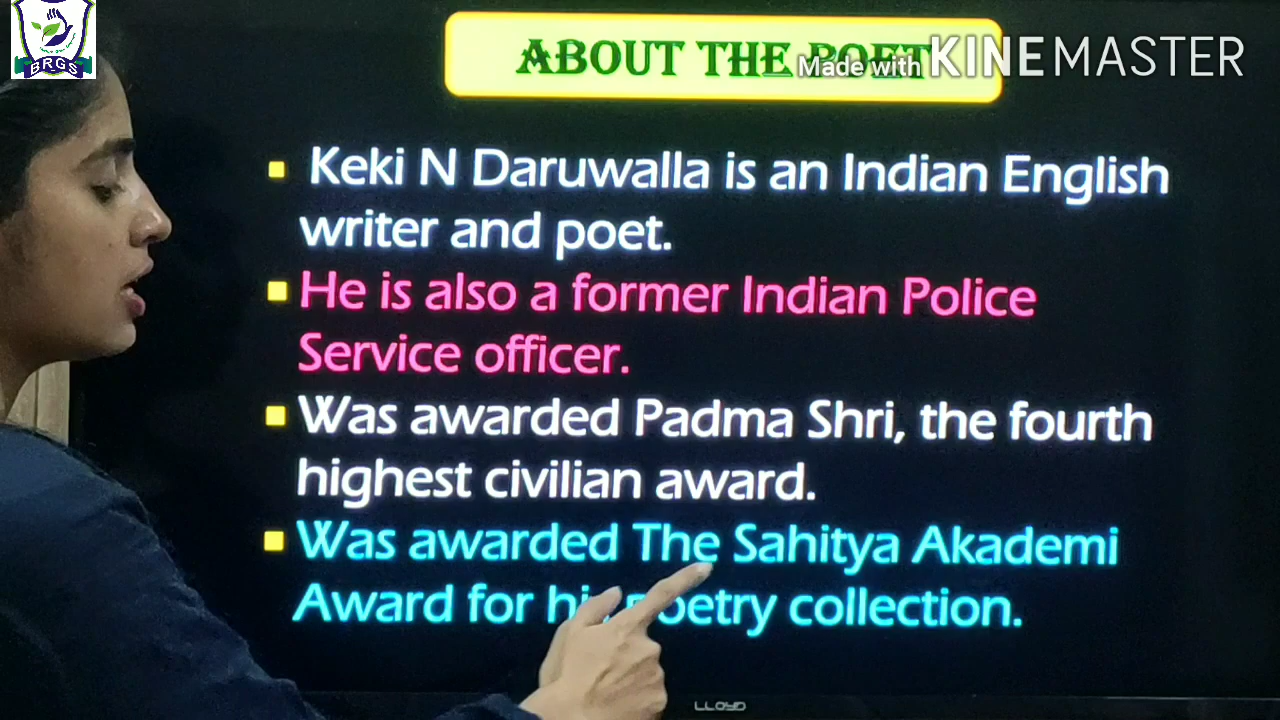 BRGS
ABOUT THE POET
Made with KINEMASTER
Keki N Daruwalla is an Indian English
writer and poet.
He is also a former Indian Police
Service officer.
Was awarded Padma Shri, the fourth
highest civilian award.
Was awarded The Sahitya Akademi
Award for his poetry collection.
LLOYD